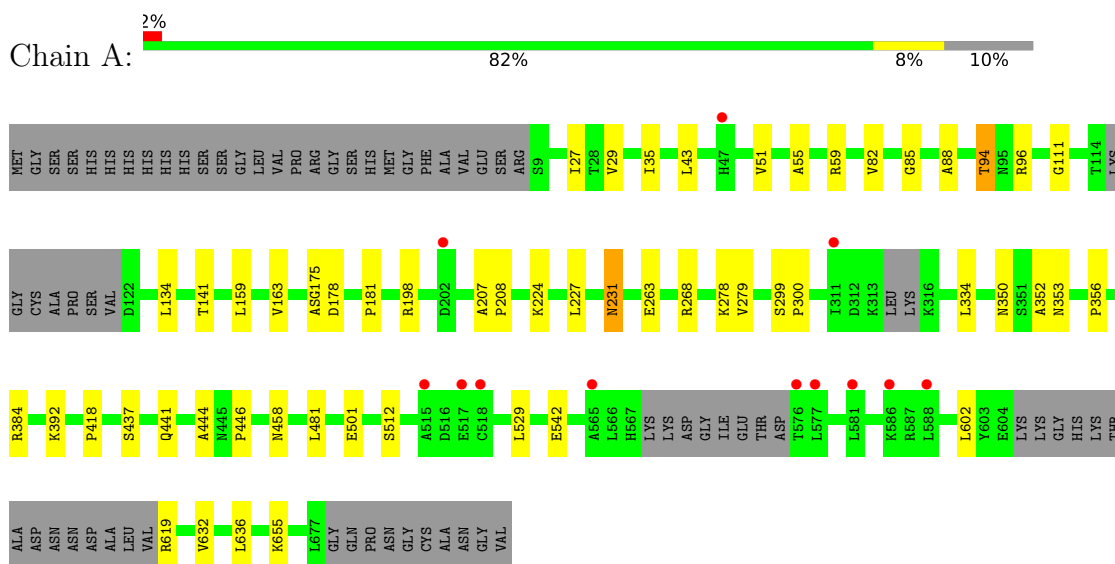 2%
Chain A:
82% 8% 10%
MET GLY SER SER HIS HIS HIS HIS HIS HIS SER SER GLY LEU VAL PRO ARG GLY SER HIS MET GLY PHE ALA VAL GLU SER ARG S9 I27 T28 V29 I35 L43 H47 V51 A55 R59 V82 G85 A88 T94 N95 R96 G111 T114 LYS
GLY CYS ALA PRO SER VAL D122 L134 T141 L159 V163 ASG175 D178 P181 R198 D202 A207 P208 K224 L227 N231 E263 R268 K278 V279 S299 P300 I311 D312 K313 LEU LYS K316 L334 N350 S351 A352 N353 P356
R384 K392 P418 S437 Q441 A444 N445 P446 N458 L481 E501 S512 A515 D516 E517 C518 L529 E542 A565 L566 H567 LYS LYS ASP GLY ILE GLU THR ASP T576 L577 L581 K586 R587 L588 L602 Y603 E604 LYS LYS GLY HIS LYS THR
ALA ASP ASN ASN ASP ALA LEU VAL R619 V632 L636 K655 L677 GLY GLN PRO ASN GLY CYS ALA ASN GLY VAL